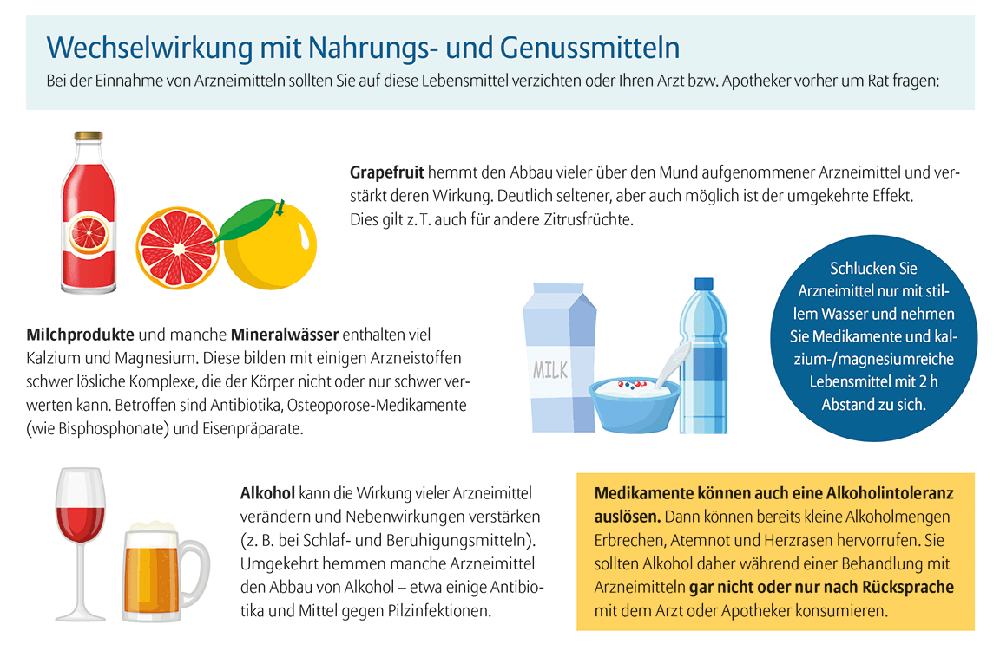 Wechselwirkung mit Nahrungs- und Genussmitteln
Bei der Einnahme von Arzneimitteln sollten Sie auf diese Lebensmittel verzichten oder Ihren Arzt bzw. Apotheker vorher um Rat fragen:
Grapefruit hemmt den Abbau vieler über den Mund aufgenommener Arzneimittel und ver-
stärkt deren Wirkung. Deutlich seltener, aber auch möglich ist der umgekehrte Effekt.
Dies gilt z. T. auch für andere Zitrusfrüchte.
Milchprodukte und manche Mineralwässer enthalten viel
Kalzium und Magnesium. Diese bilden mit einigen Arzneistoffen
schwer lösliche Komplexe, die der Körper nicht oder nur schwer ver-
werten kann. Betroffen sind Antibiotika, Osteoporose-Medikamente
(wie Bisphosphonate) und Eisenpräparate.
MILK
Schlucken Sie
Arzneimittel nur mit stil-
lem Wasser und nehmen
Sie Medikamente und kal-
zium-/magnesiumreiche
Lebensmittel mit 2 h
Abstand zu sich.
Alkohol kann die Wirkung vieler Arzneimittel
verändern und Nebenwirkungen verstärken
(z. B. bei Schlaf- und Beruhigungsmitteln).
Umgekehrt hemmen manche Arzneimittel
den Abbau von Alkohol – etwa einige Antibio-
tika und Mittel gegen Pilzinfektionen.
Medikamente können auch eine Alkoholintoleranz
auslösen. Dann können bereits kleine Alkoholmengen
Erbrechen, Atemnot und Herzrasen hervorrufen. Sie
sollten Alkohol daher während einer Behandlung mit
Arzneimitteln gar nicht oder nur nach Rücksprache
mit dem Arzt oder Apotheker konsumieren.